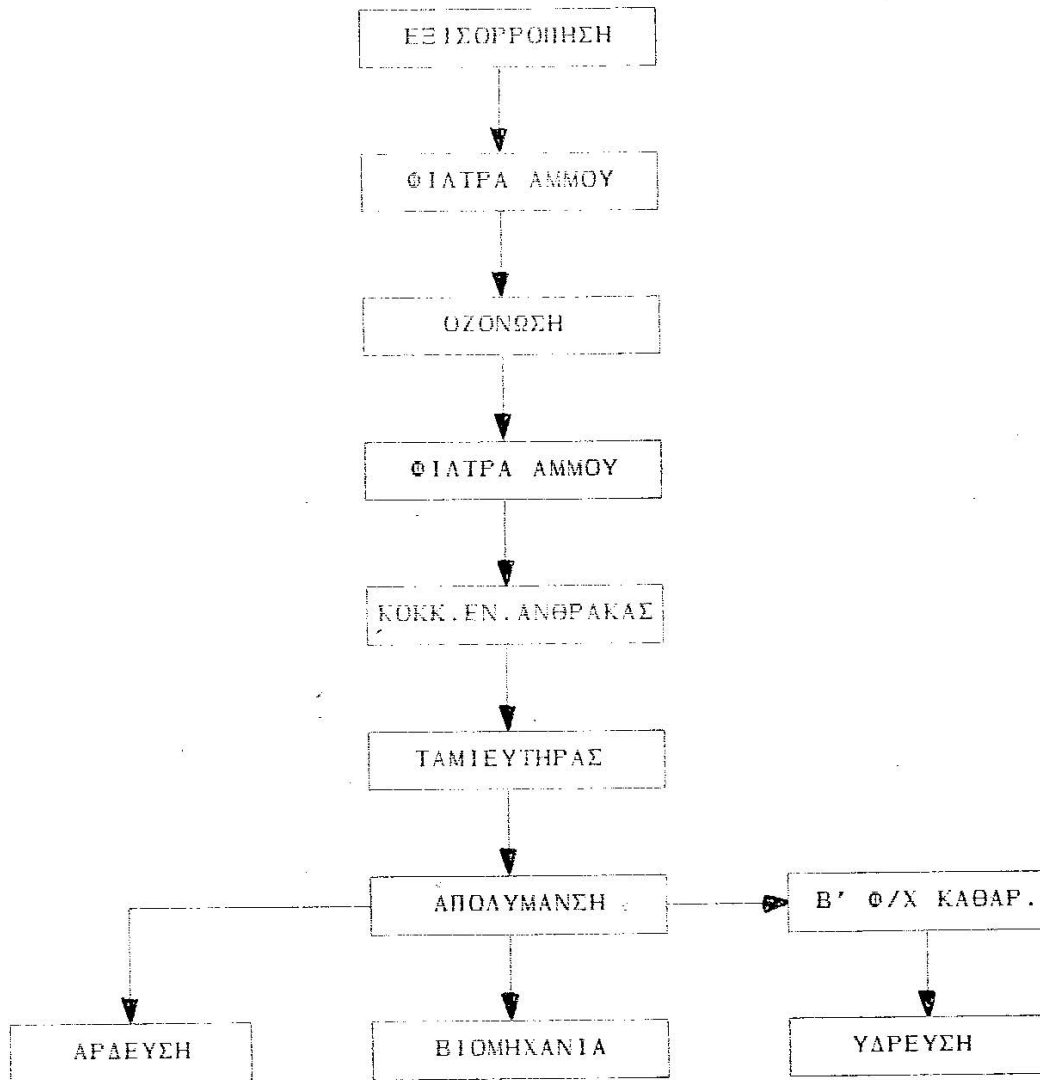 ΕΞΙΣΟΡΡΟΠΗΣΗ
ΦΙΛΤΡΑ ΑΜΜΟΥ
ΟΖΟΝΩΣΗ
ΦΙΛΤΡΑ ΑΜΜΟΥ
ΚΟΚΚ.ΕΝ.ΑΝΘΡΑΚΑΣ
ΤΑΜΙΕΥΤΗΡΑΣ
ΑΠΟΛΥΜΑΝΣΗ
Β' Φ/Χ ΚΑΘΑΡ.
ΑΡΔΕΥΣΗ
ΒΙΟΜΗΧΑΝΙΑ
ΥΔΡΕΥΣΗ